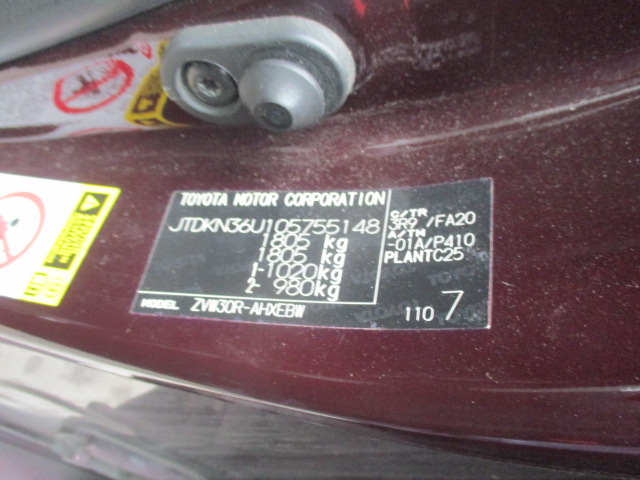 TOYOTA MOTOR CORPORATION
JTDKN36U105755148
1805 kg
1805 kg
1-1020kg
2- 980kg
MODEL ZVW30R-AHXEBW
C/TR
3R9 /FA20
A/TM
-01A/P410
PLANTC25
110 7